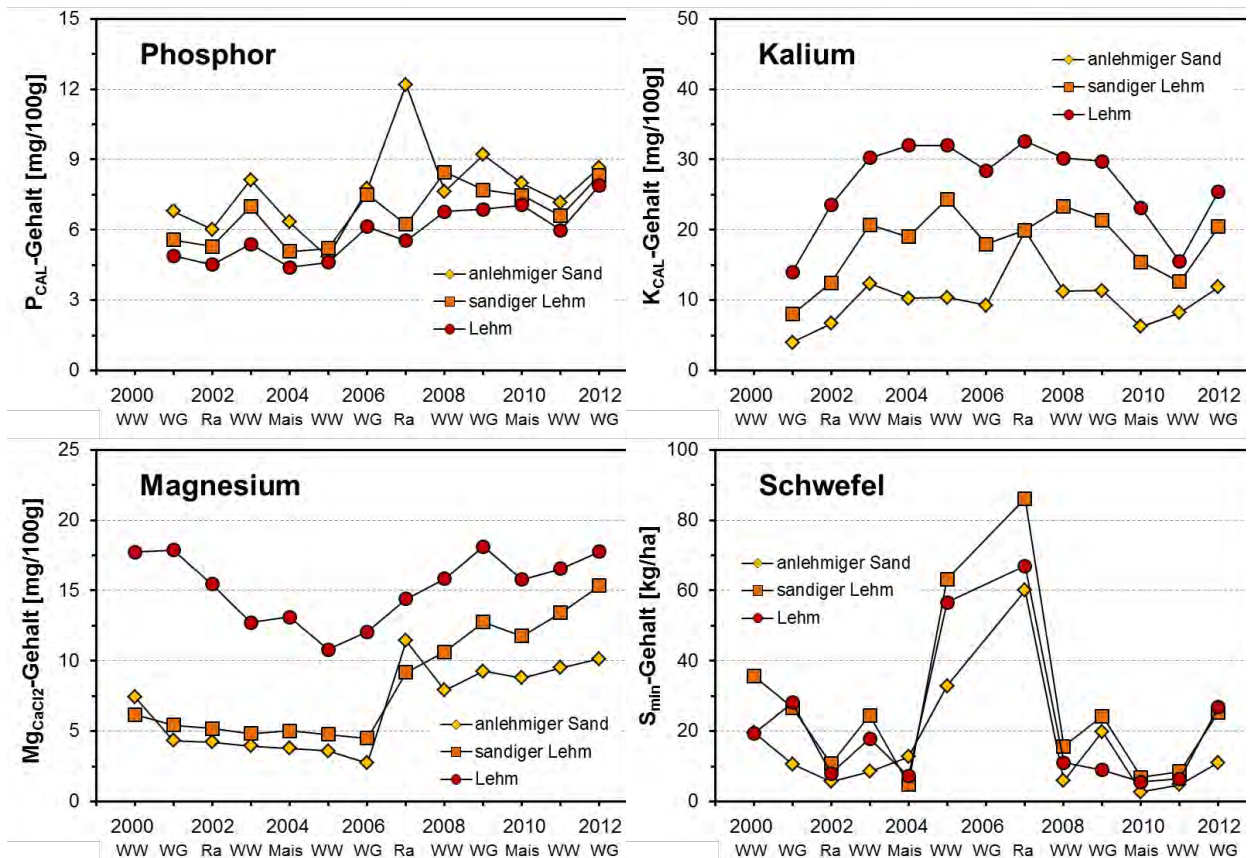 Phosphor
P_CAL-Gehalt [mg/100g]
15
12
9
6
3
0
anlehmiger Sand
sandiger Lehm
Lehm
2000 2002 2004 2006 2008 2010 2012
WW WG Ra WW Mais WW WG Ra WW WG Mais WW WG
Kalium
K_CAL-Gehalt [mg/100g]
50
40
30
20
10
0
anlehmiger Sand
sandiger Lehm
Lehm
2000 2002 2004 2006 2008 2010 2012
WW WG Ra WW Mais WW WG Ra WW WG Mais WW WG
Magnesium
Mg_CaCl2-Gehalt [mg/100g]
25
20
15
10
5
0
anlehmiger Sand
sandiger Lehm
Lehm
2000 2002 2004 2006 2008 2010 2012
WW WG Ra WW Mais WW WG Ra WW WG Mais WW WG
Schwefel
S_min-Gehalt [kg/ha]
100
80
60
40
20
0
anlehmiger Sand
sandiger Lehm
Lehm
2000 2002 2004 2006 2008 2010 2012
WW WG Ra WW Mais WW WG Ra WW WG Mais WW WG